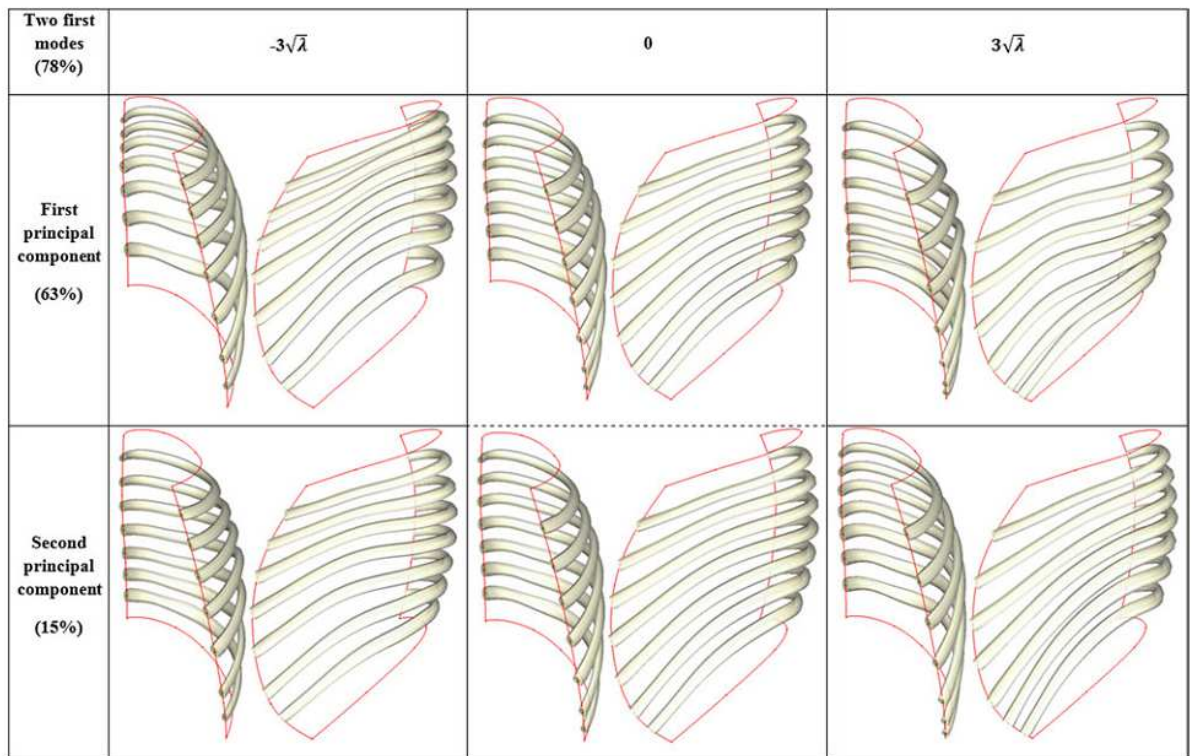 Two first
modes
(78%)
-3√λ
0
3√λ
First
principal
component
(63%)
Second
principal
component
(15%)